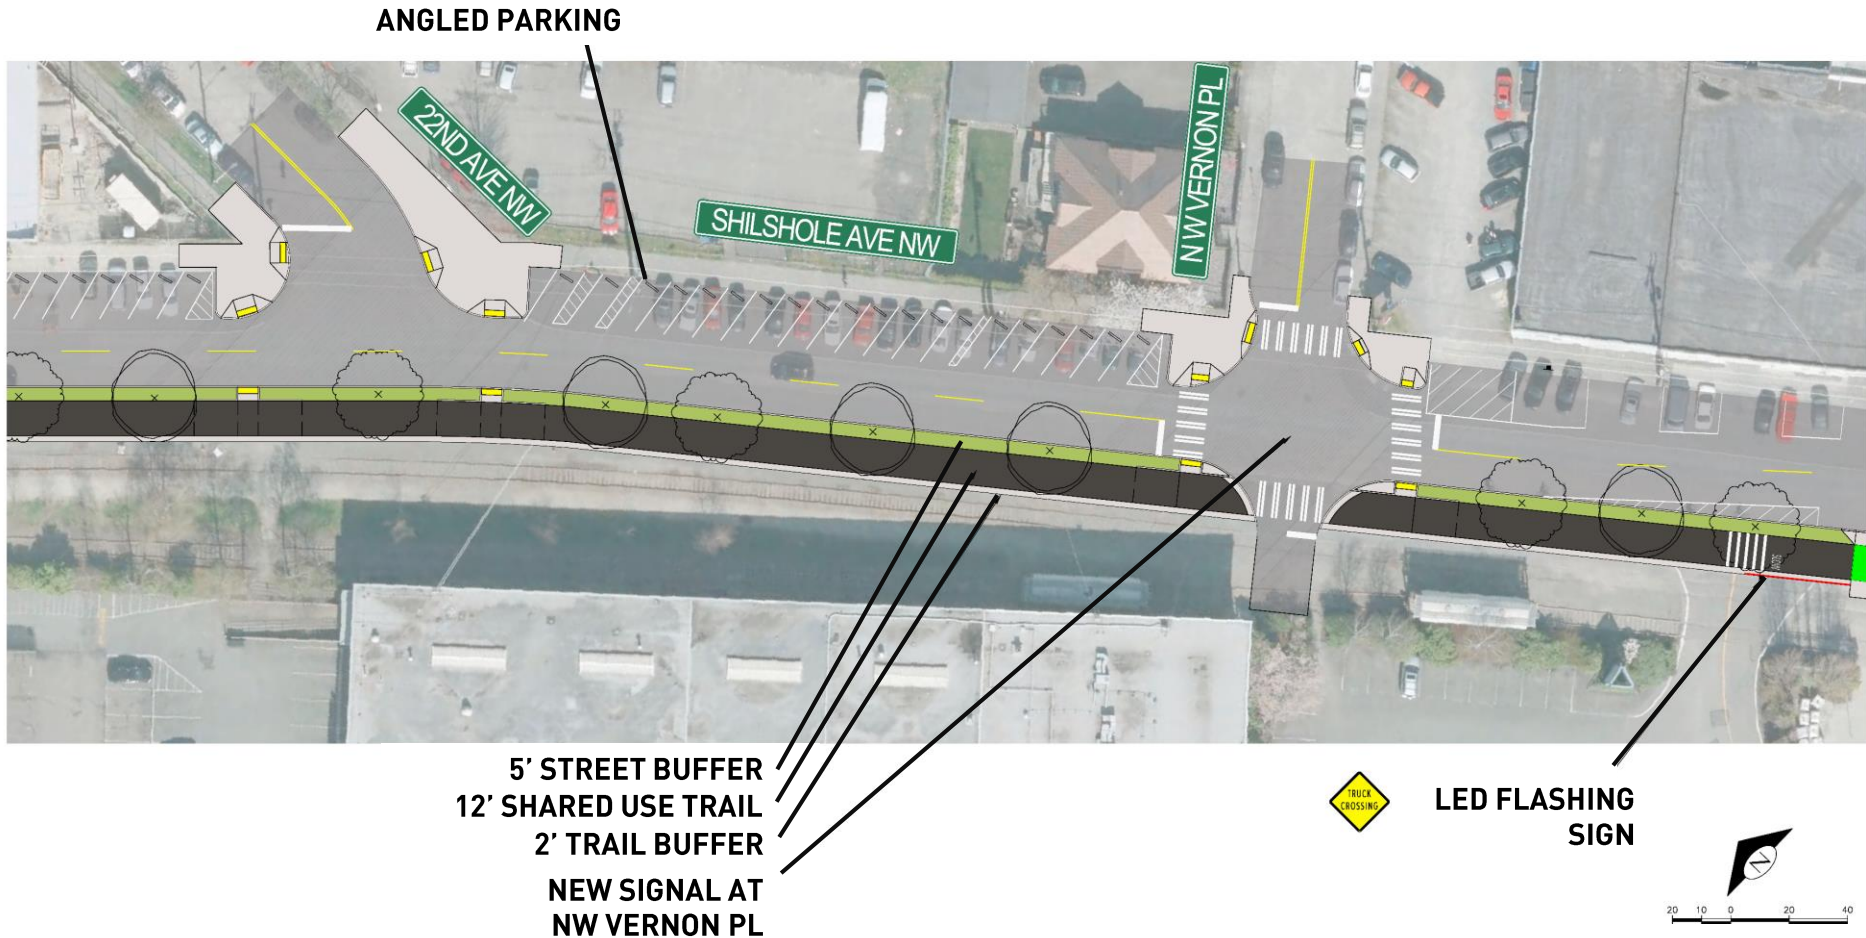 ANGLED PARKING
22ND AVE NW
SHILSHOLE AVE NW
NW VERNON PL
5' STREET BUFFER
12' SHARED USE TRAIL
2' TRAIL BUFFER
NEW SIGNAL AT
NW VERNON PL
TRUCK
CROSSING
LED FLASHING
SIGN
N
20 10 0 20 40